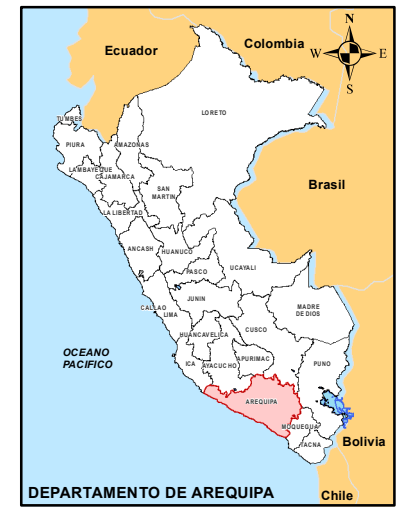 N
Colombia
Ecuador
W
E
S
LORETO
TUMBES
PIURA
AMAZONAS
LAMBAYEQUE
CAJAMARCA
SAN
MARTIN
Brasil
LA LIBERTAD
ANCASH
HUANUCO
PASCO
UCAYALI
JUNIN
CALLAO
LIMA
MADRE
DE DIOS
HUANCAVELICA
CUSCO
OCEANO
PACIFICO
ICA
AYACUCHO
APURIMAC
PUNO
AREQUIPA
MOQUEGUA
TACNA
Bolivia
DEPARTAMENTO DE AREQUIPA
Chile